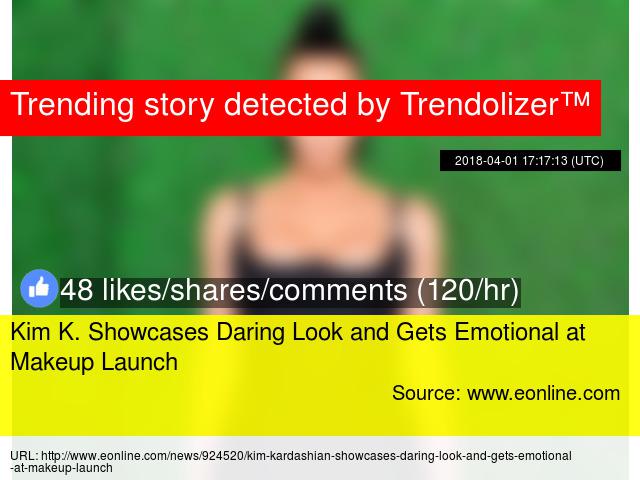 Trending story detected by Trendolizer™
2018-04-01 17:17:13 (UTC)
48 likes/shares/comments (120/hr)
Kim K. Showcases Daring Look and Gets Emotional at
Makeup Launch
Source: www.eonline.com
URL: http://www.eonline.com/news/924520/kim-kardashian-showcases-daring-look-and-gets-emotional
-at-makeup-launch